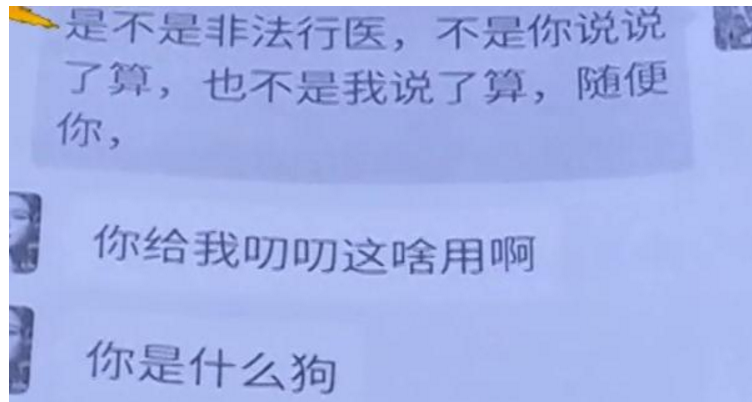 是不是非法行医，不是你说说
了算，也不是我说了算，随便
你，
你给我叨叨这啥用啊
你是什么狗